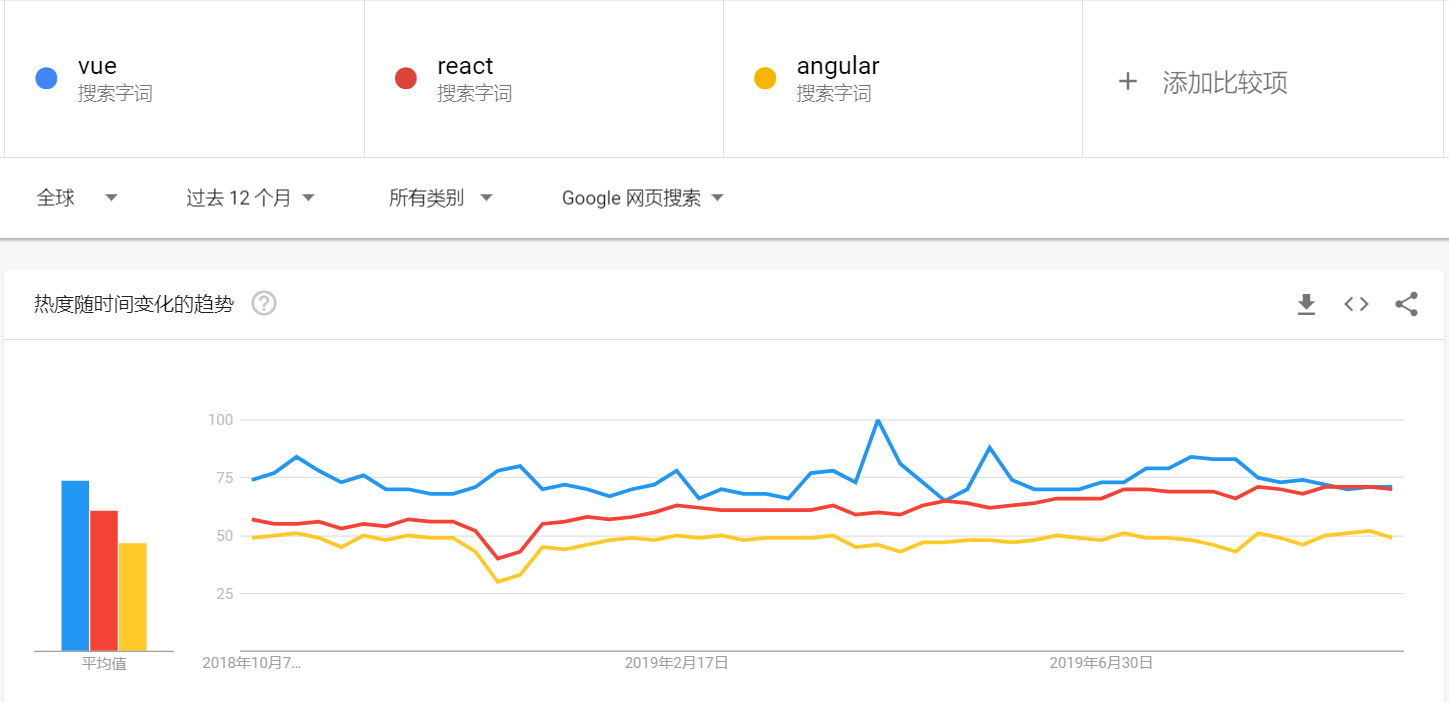 vue
搜索字词
react
搜索字词
angular
搜索字词
+ 添加比较项
全球
过去 12 个月
所有类别
Google 网页搜索
热度随时间变化的趋势
?
100
75
50
25
平均值
2018年10月7...
2019年2月17日
2019年6月30日